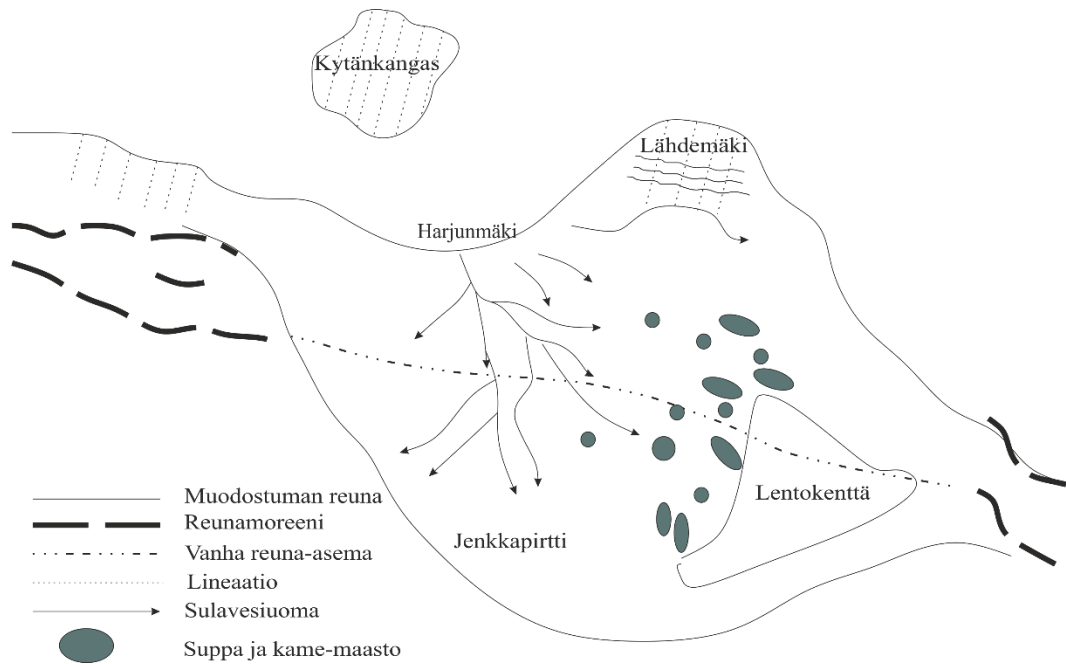 Kytänkangas
Lähdemäki
Harjunmäki
Lentokenttä
Jenkkapirtti
Muodostuman reuna
Reunamoreeni
Vanha reuna-asema
Lineaatio
Sulavesiuoma
Suppa ja kame-maasto